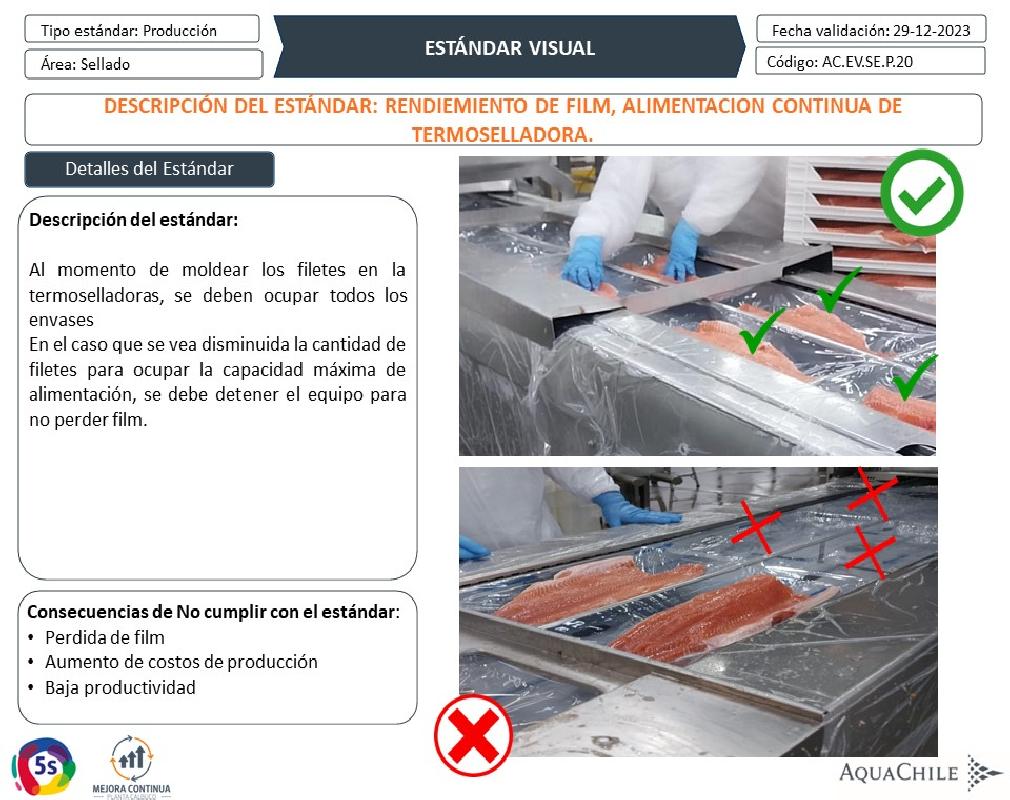 Tipo estándar: Producción
Área: Sellado
ESTÁNDAR VISUAL
Fecha validación: 29-12-2023
Código: AC.EV.SE.P.20
DESCRIPCIÓN DEL ESTÁNDAR: RENDIEMIENTO DE FILM, ALIMENTACION CONTINUA DE
TERMOSELLADORA.
Detalles del Estándar
Descripción del estándar:
Al momento de moldear los filetes en la
termoselladoras, se deben ocupar todos los
envases
En el caso que se vea disminuida la cantidad de
filetes para ocupar la capacidad máxima de
alimentación, se debe detener el equipo para
no perder film.
Consecuencias de No cumplir con el estándar:
• Perdida de film
• Aumento de costos de producción
• Baja productividad
5s
MEJORA CONTINUA
PLANTA CALBUCO
AQUACHILE